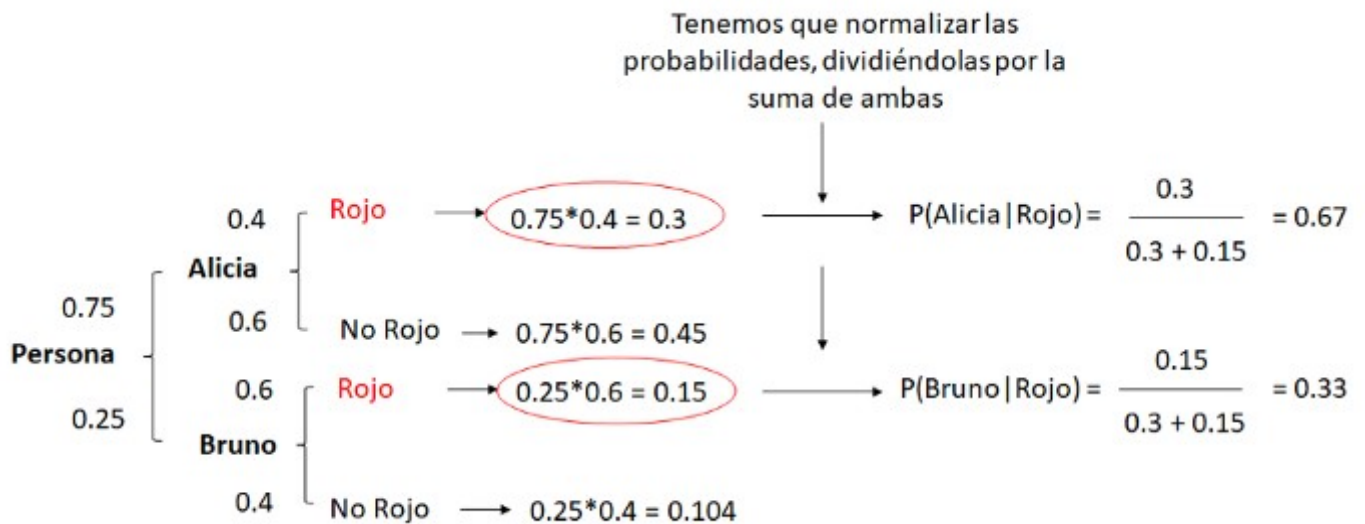 Tenemos que normalizar las
probabilidades, dividiéndolas por la
suma de ambas
0.4 Rojo 0.75*0.4 = 0.3 P(Alicia|Rojo) = 0.3 / 0.3 + 0.15 = 0.67
Alicia
0.75
0.6 No Rojo 0.75*0.6 = 0.45
Persona
0.6 Rojo 0.25*0.6 = 0.15 P(Bruno|Rojo) = 0.15 / 0.3 + 0.15 = 0.33
0.25
Bruno
0.4 No Rojo 0.25*0.4 = 0.104